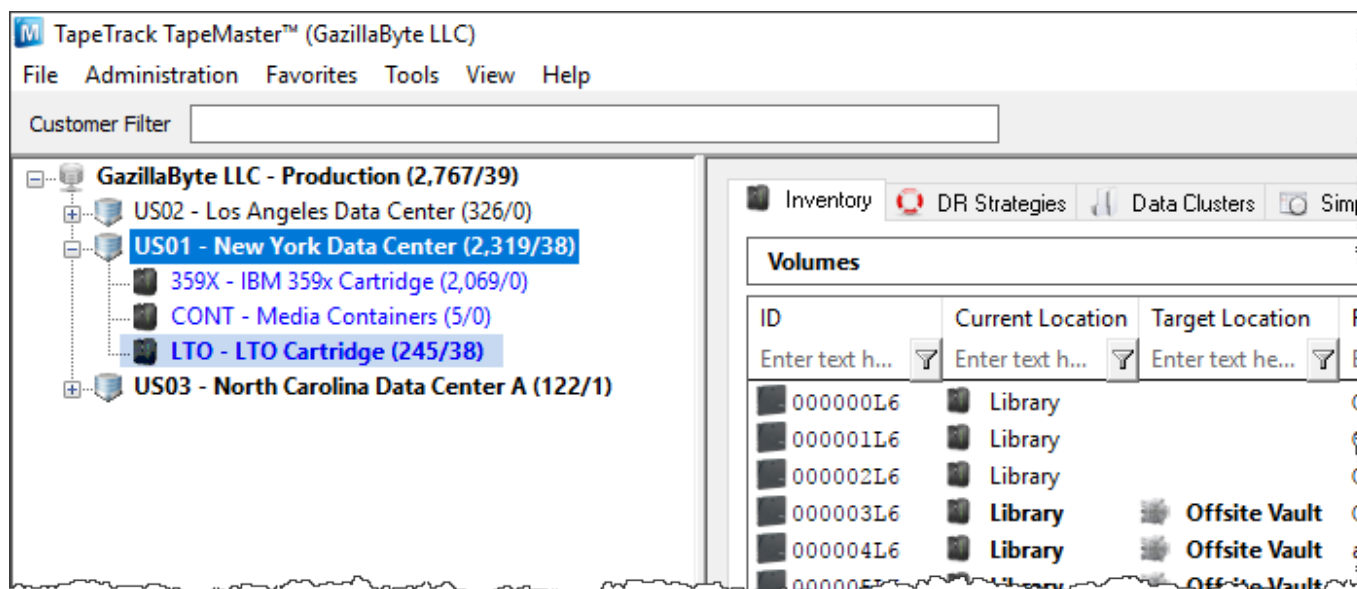 TapeTrack TapeMaster™ (GazillaByte LLC)
File Administration Favorites Tools View Help
Customer Filter
GazillaByte LLC - Production (2,767/39)
US02 - Los Angeles Data Center (326/0)
US01 - New York Data Center (2,319/38)
359X - IBM 359x Cartridge (2,069/0)
CONT - Media Containers (5/0)
LTO - LTO Cartridge (245/38)
US03 - North Carolina Data Center A (122/1)
Inventory DR Strategies Data Clusters
Volumes
ID Current Location Target Location
Enter text h... Enter text h... Enter text he...
000000L6 Library
000001L6 Library
000002L6 Library
000003L6 Library Offsite Vault
000004L6 Library Offsite Vault
Library Offsite Vault